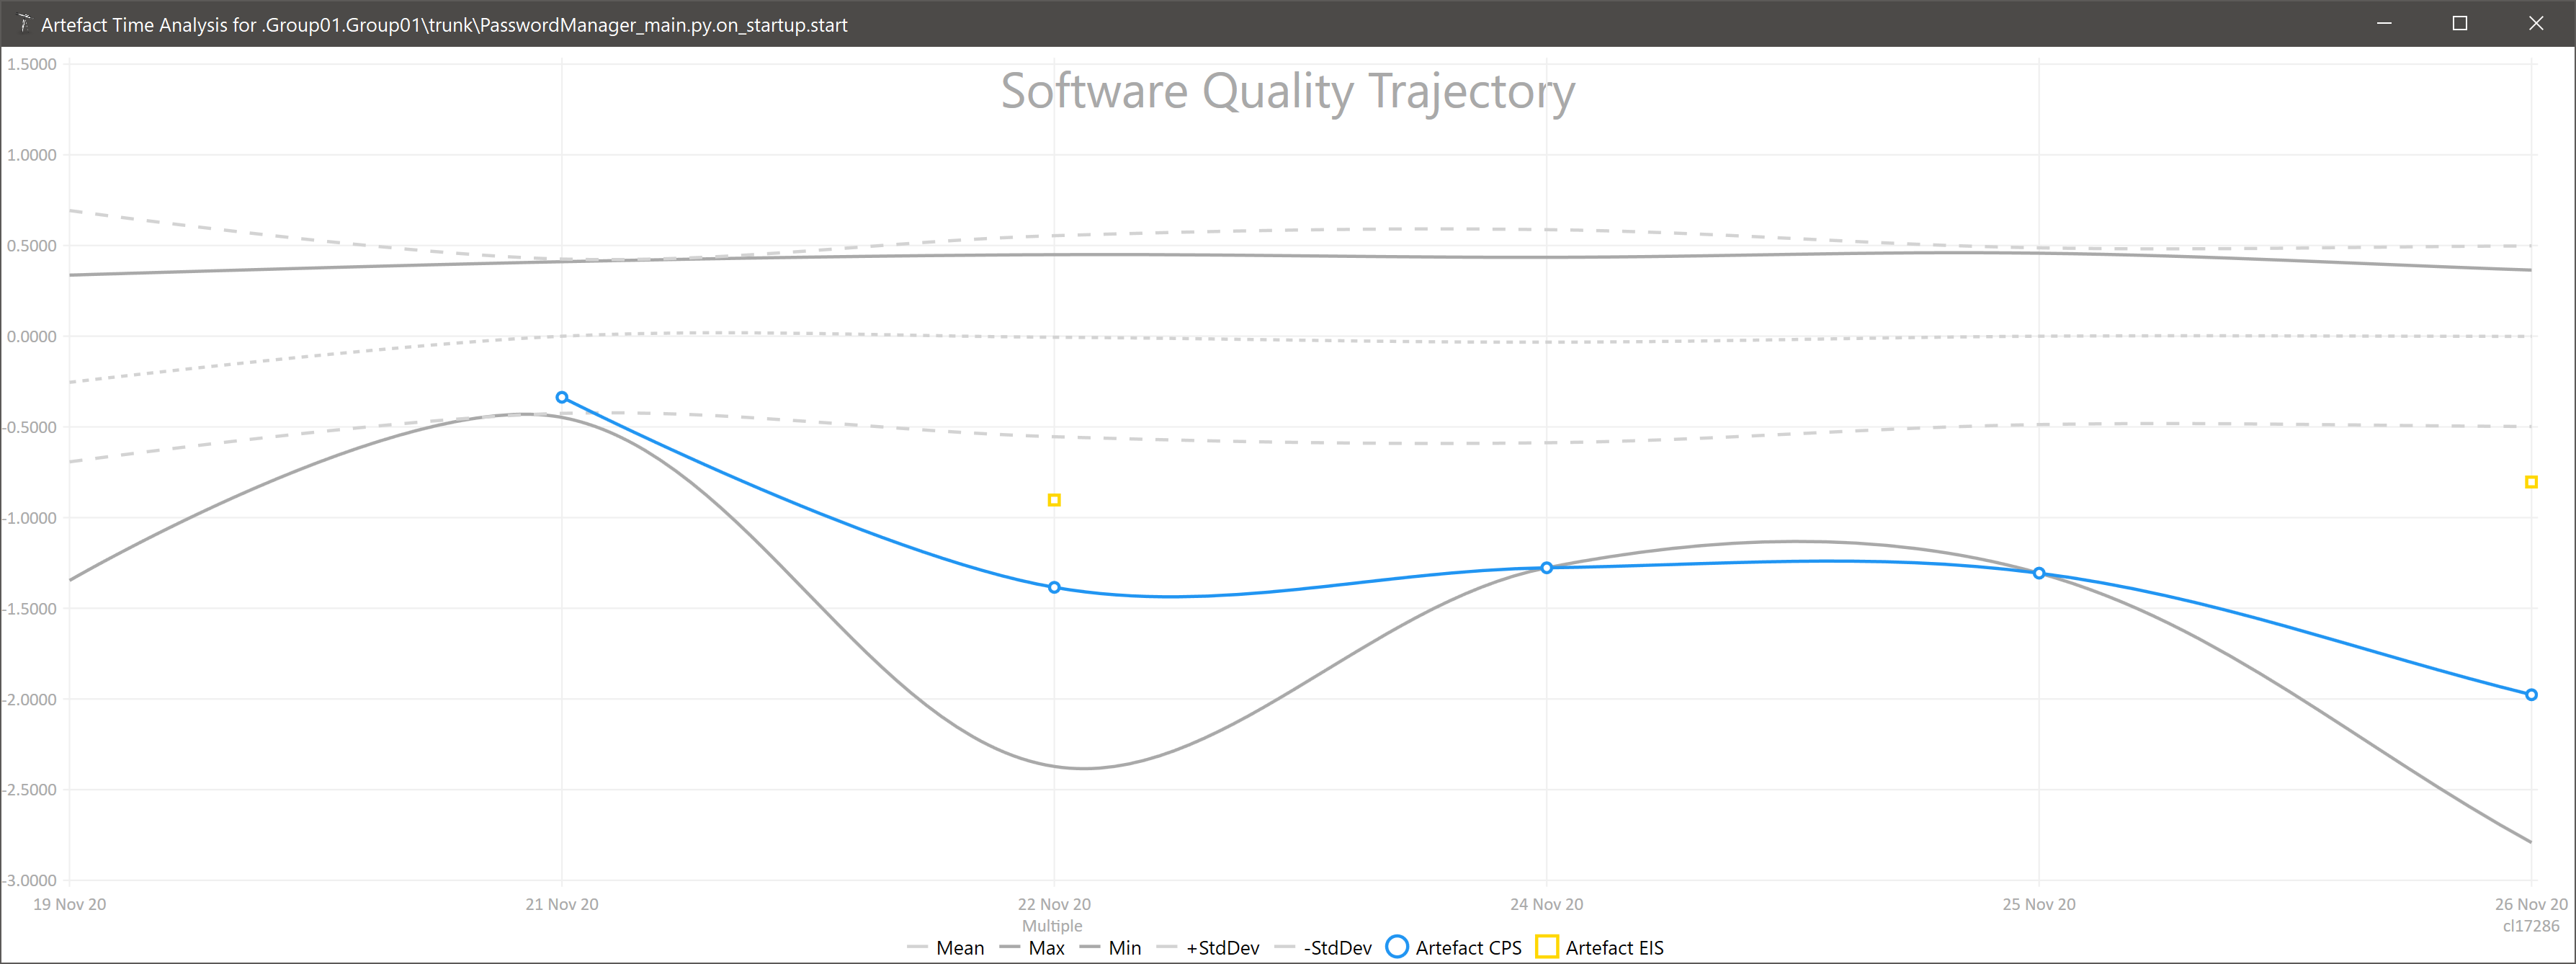 Artefact Time Analysis for .Group01.Group01\trunk\PasswordManager_main.py.on_startup.start
Software Quality Trajectory
1.5000
1.0000
0.5000
0.0000
-0.5000
-1.0000
-1.5000
-2.0000
-2.5000
-3.0000
19 Nov 20 21 Nov 20 22 Nov 20 24 Nov 20 25 Nov 20 26 Nov 20
Multiple cl17286
Mean Max Min +StdDev -StdDev Artefact CPS Artefact EIS